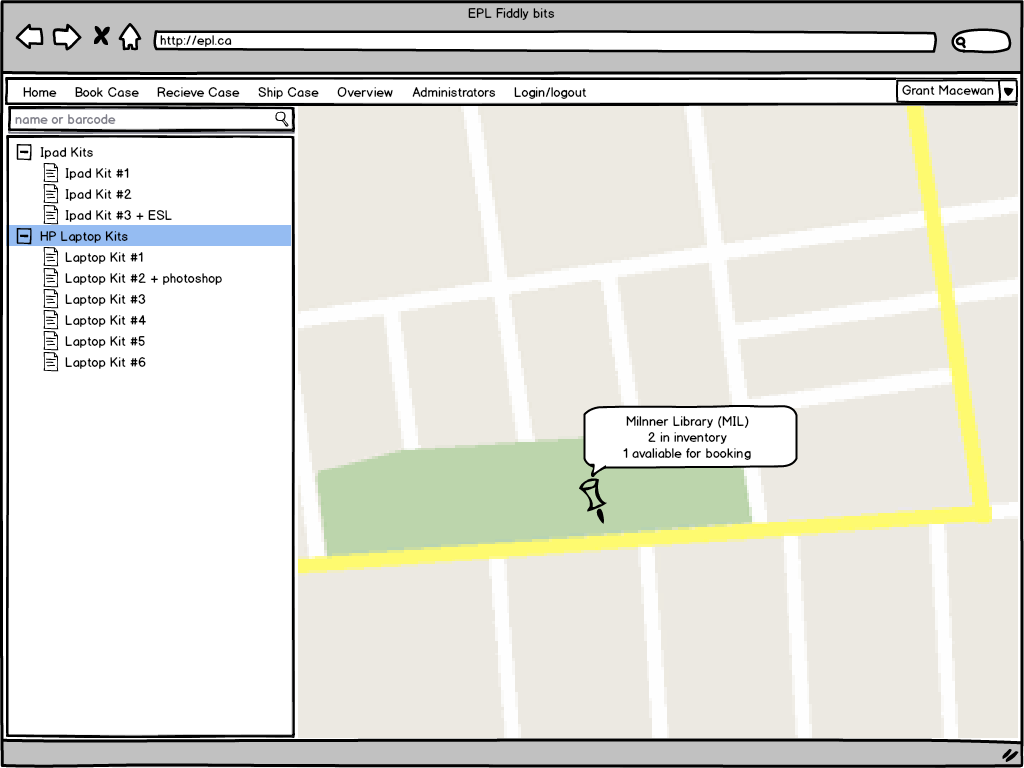 EPL Fiddly bits
http://epl.ca
Home Book Case Recieve Case Ship Case Overview Administrators Login/logout Grant Macewan
name or barcode
Ipad Kits
Ipad Kit #1
Ipad Kit #2
Ipad Kit #3 + ESL
HP Laptop Kits
Laptop Kit #1
Laptop Kit #2 + photoshop
Laptop Kit #3
Laptop Kit #4
Laptop Kit #5
Laptop Kit #6
Milnner Library (MIL)
2 in inventory
1 avaliable for booking